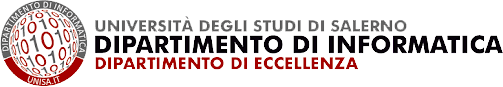 DIPARTIMENTO DI INFORMATICA
UNISA.IT
UNIVERSITÀ DEGLI STUDI DI SALERNO
DIPARTIMENTO DI INFORMATICA
DIPARTIMENTO DI ECCELLENZA